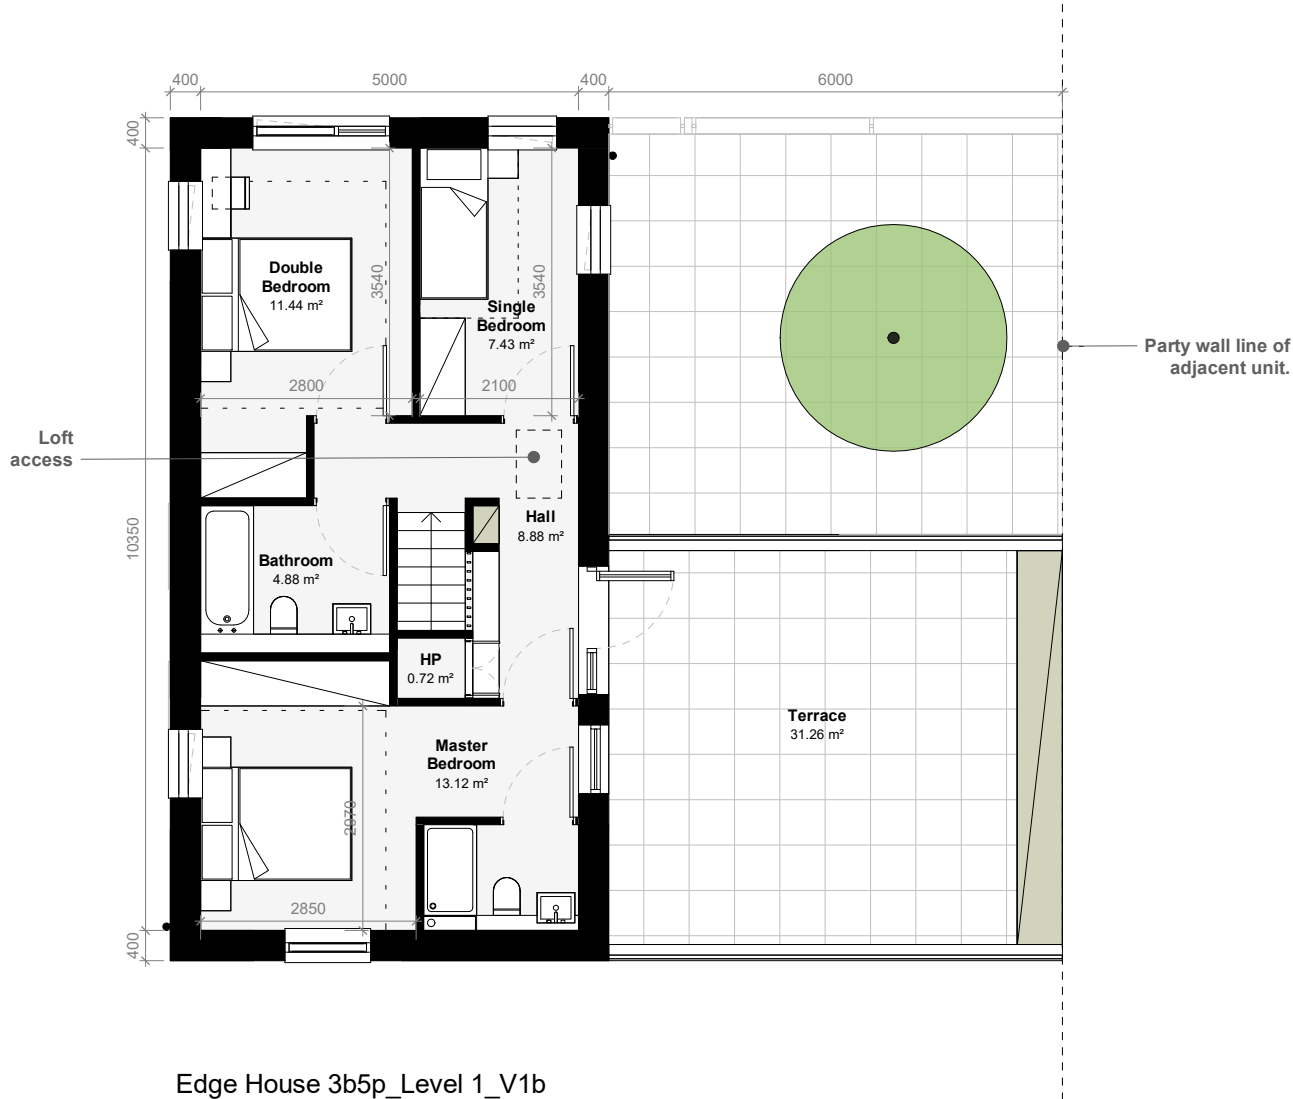 400
5000
400
6000
400
Double
Bedroom
11.44 m²
3540
3540
Single
Bedroom
7.43 m²
Party wall line of
adjacent unit.
2800
2100
Loft
access
Hall
8.88 m²
10350
Bathroom
4.88 m²
HP
0.72 m²
Terrace
31.26 m²
Master
Bedroom
13.12 m²
2970
2850
400
Edge House 3b5p_Level 1_V1b